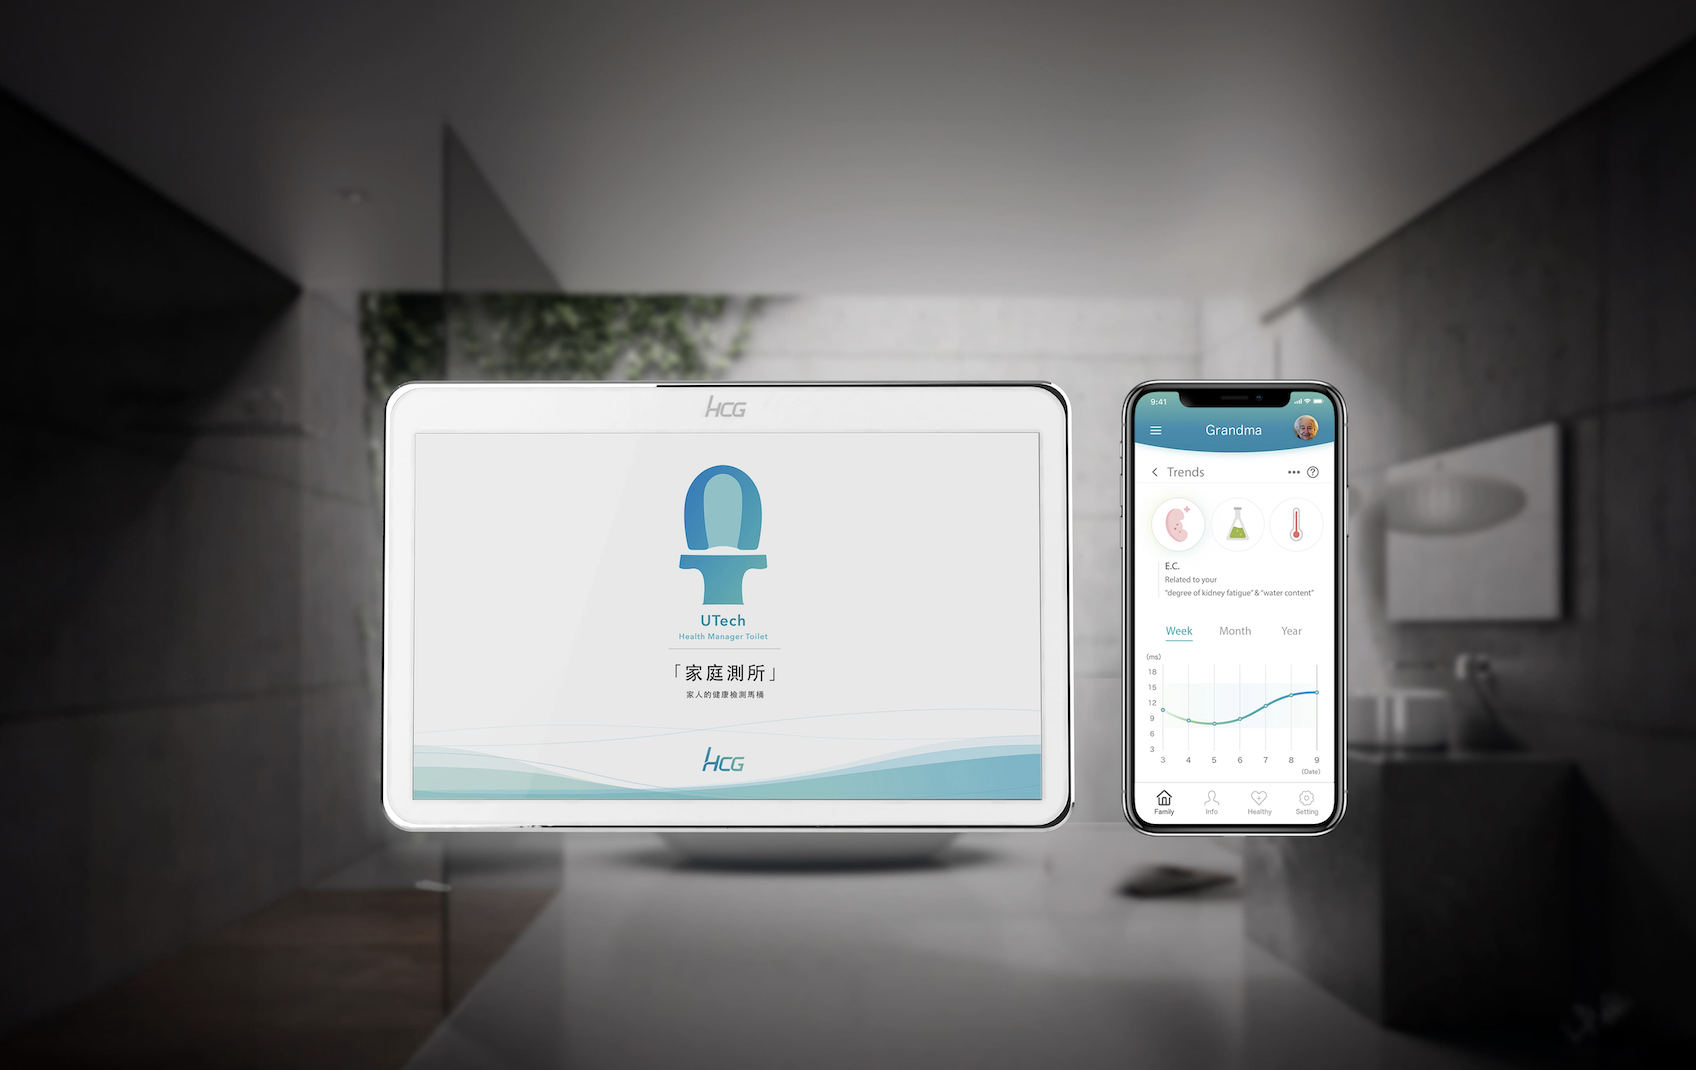 HCG
UTech
Health Manager Toilet
「家庭測所」
家人的健康檢測馬桶
HCG
9:41
Grandma
Trends
E.C.
Related to your
"degree of kidney fatigue" & "water content"
Week Month Year
(ms)
18
15
12
9
6
3
3 4 5 6 7 8 9
(Date)
Family Info Healthy Setting